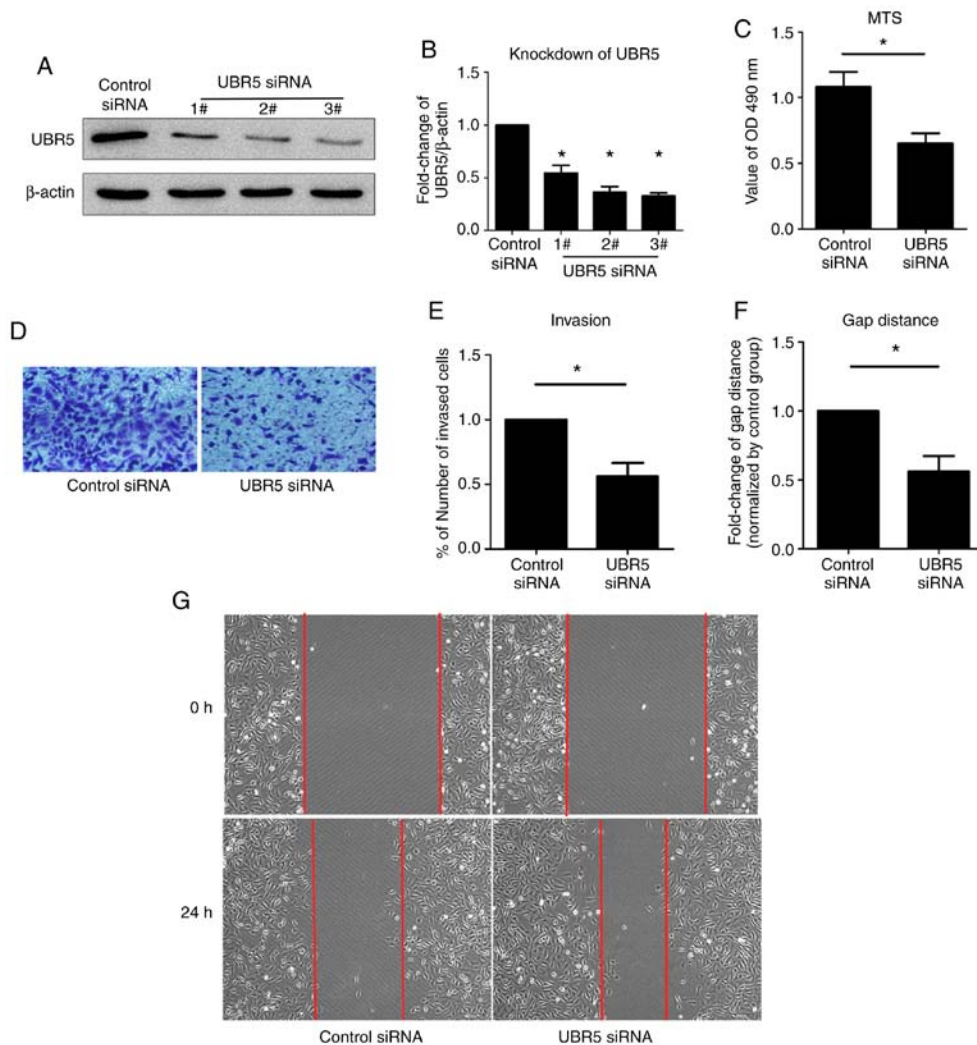 A
Control
siRNA
UBR5 siRNA
1# 2# 3#
UBR5
β-actin
B
Knockdown of UBR5
Fold-change of
UBR5/β-actin
1.5
1.0
0.5
0.0
* * *
Control
siRNA
1# 2# 3#
UBR5 siRNA
C
MTS
Value of OD 490 nm
1.5
1.0
0.5
0.0
*
Control
siRNA
UBR5
siRNA
D
Control siRNA
UBR5 siRNA
E
Invasion
% of Number of invased cells
1.5
1.0
0.5
0.0
*
Control
siRNA
UBR5
siRNA
F
Gap distance
Fold-change of gap distance
(normalized by control group)
1.5
1.0
0.5
0.0
*
Control
siRNA
UBR5
siRNA
G
0 h
24 h
Control siRNA
UBR5 siRNA